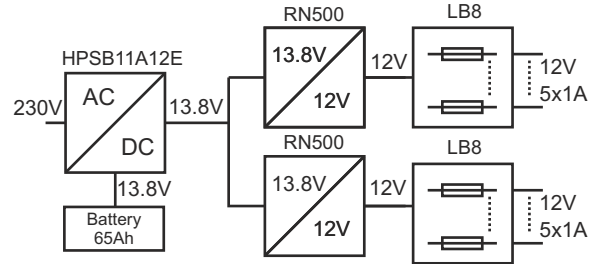 RN500
LB8
HPSB11A12E
13.8V
12V
12V
12V
5x1A
230V
AC
DC
13.8V
13.8V
Battery
65Ah
RN500
LB8
13.8V
12V
12V
12V
5x1A